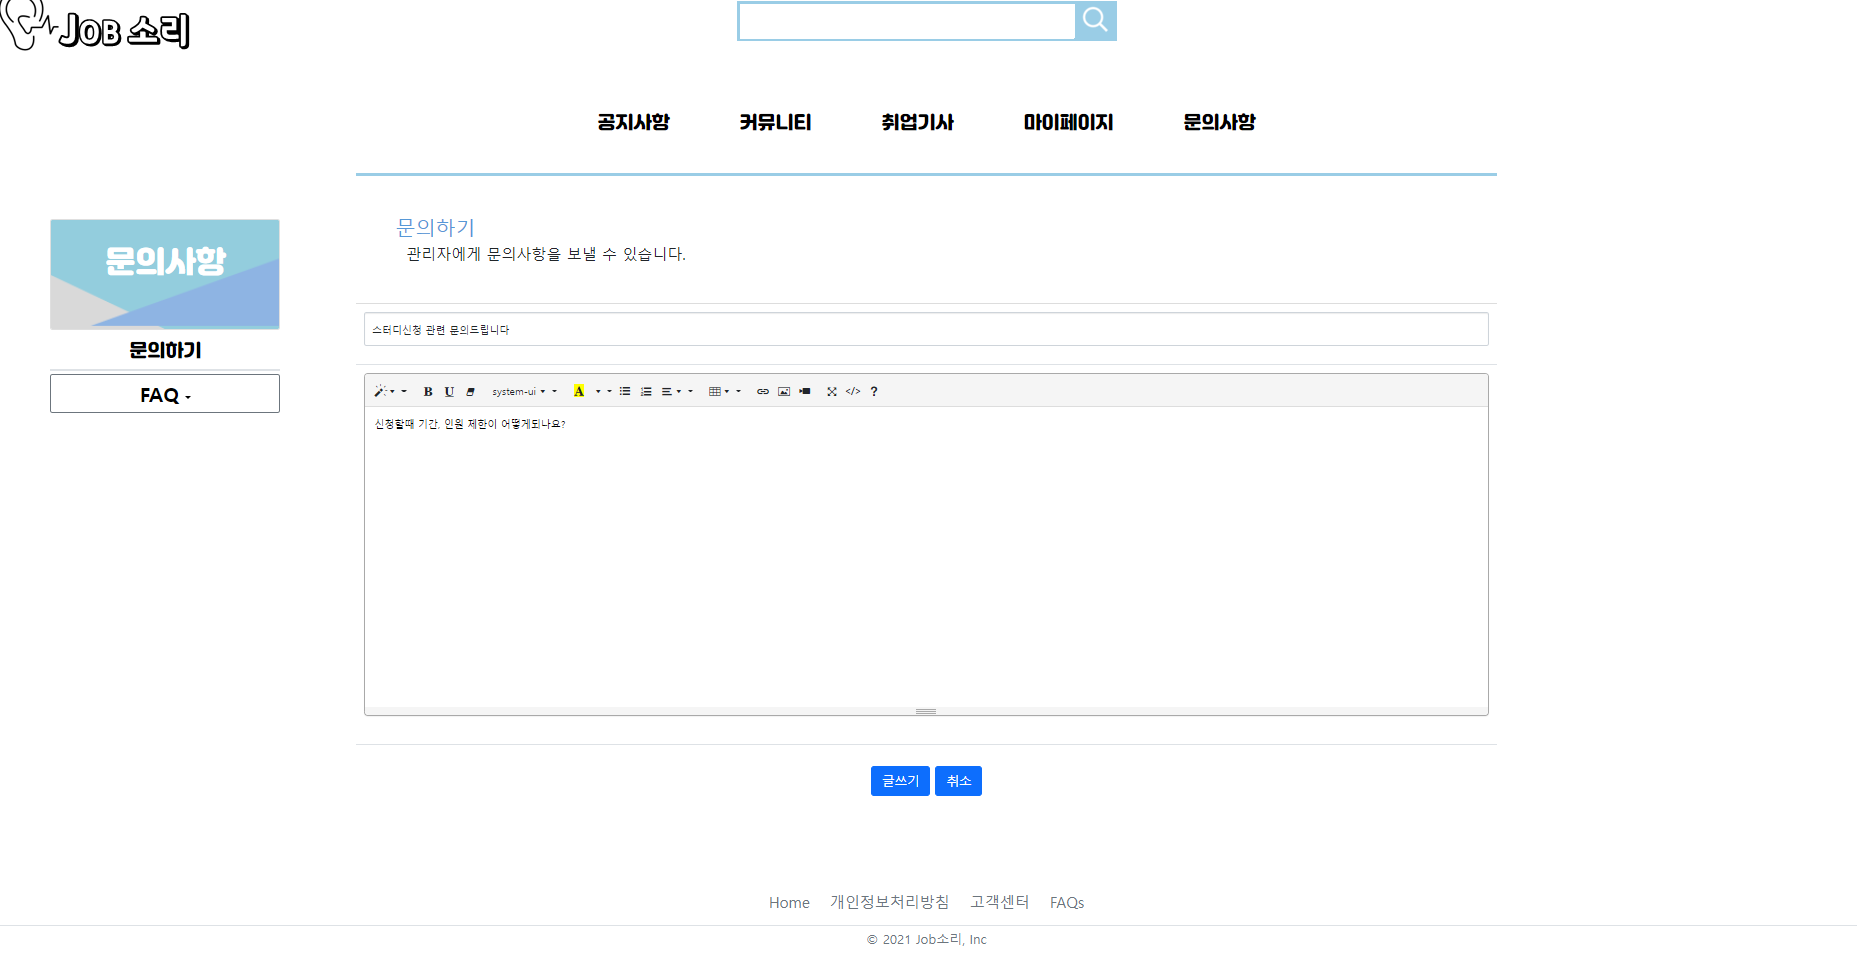 JOB 소리
공지사항 커뮤니티 취업기사 마이페이지 문의사항
문의사항
문의하기
FAQ
문의하기
관리자에게 문의사항을 보낼 수 있습니다.
스터디신청 관련 문의드립니다
B U system-ui A </> ?
신청할때 기간, 인원 제한이 어떻게되나요?
글쓰기 취소
Home 개인정보처리방침 고객센터 FAQs
© 2021 Job소리, Inc